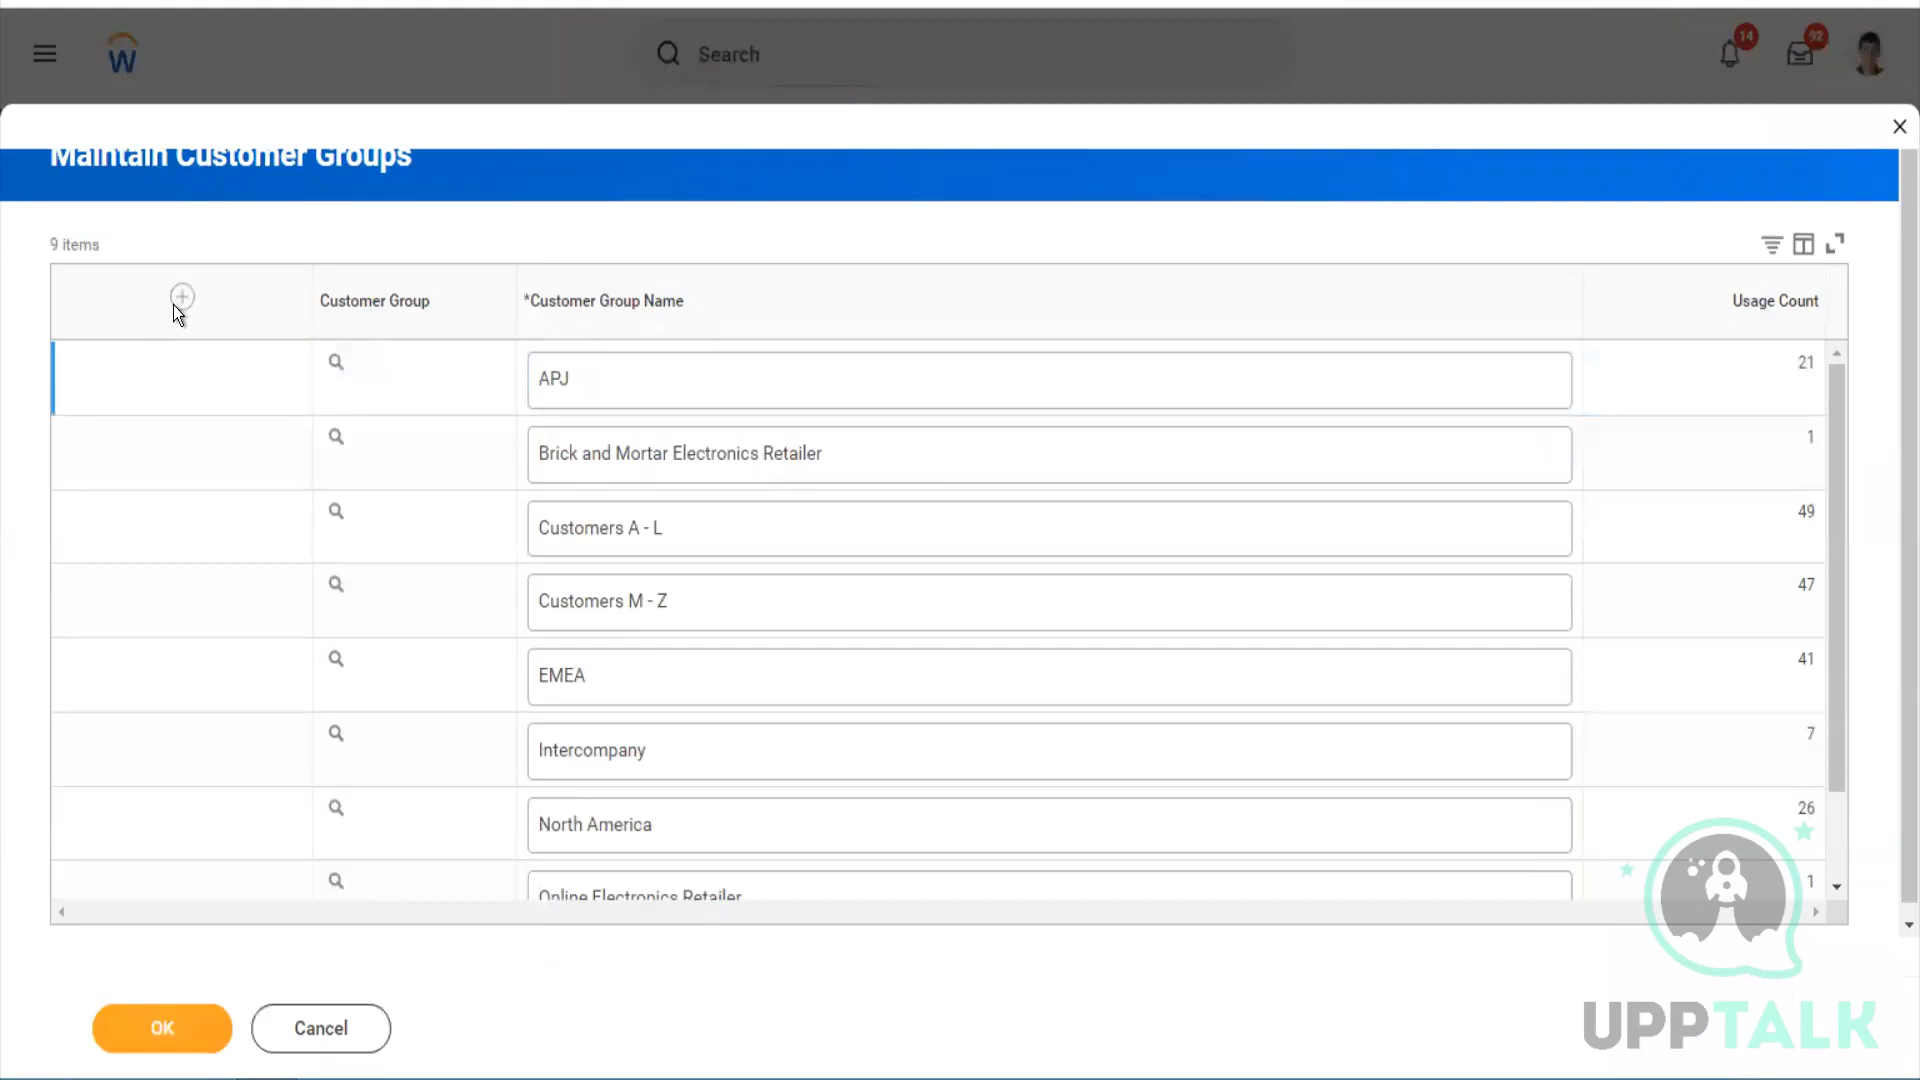 W
Search
14
92
Maintain Customer Groups
9 items
Customer Group
*Customer Group Name
Usage Count
APJ
21
Brick and Mortar Electronics Retailer
1
Customers A - L
49
Customers M - Z
47
EMEA
41
Intercompany
7
North America
26
Online Electronics Retailer
1
OK
Cancel
UPPTALK